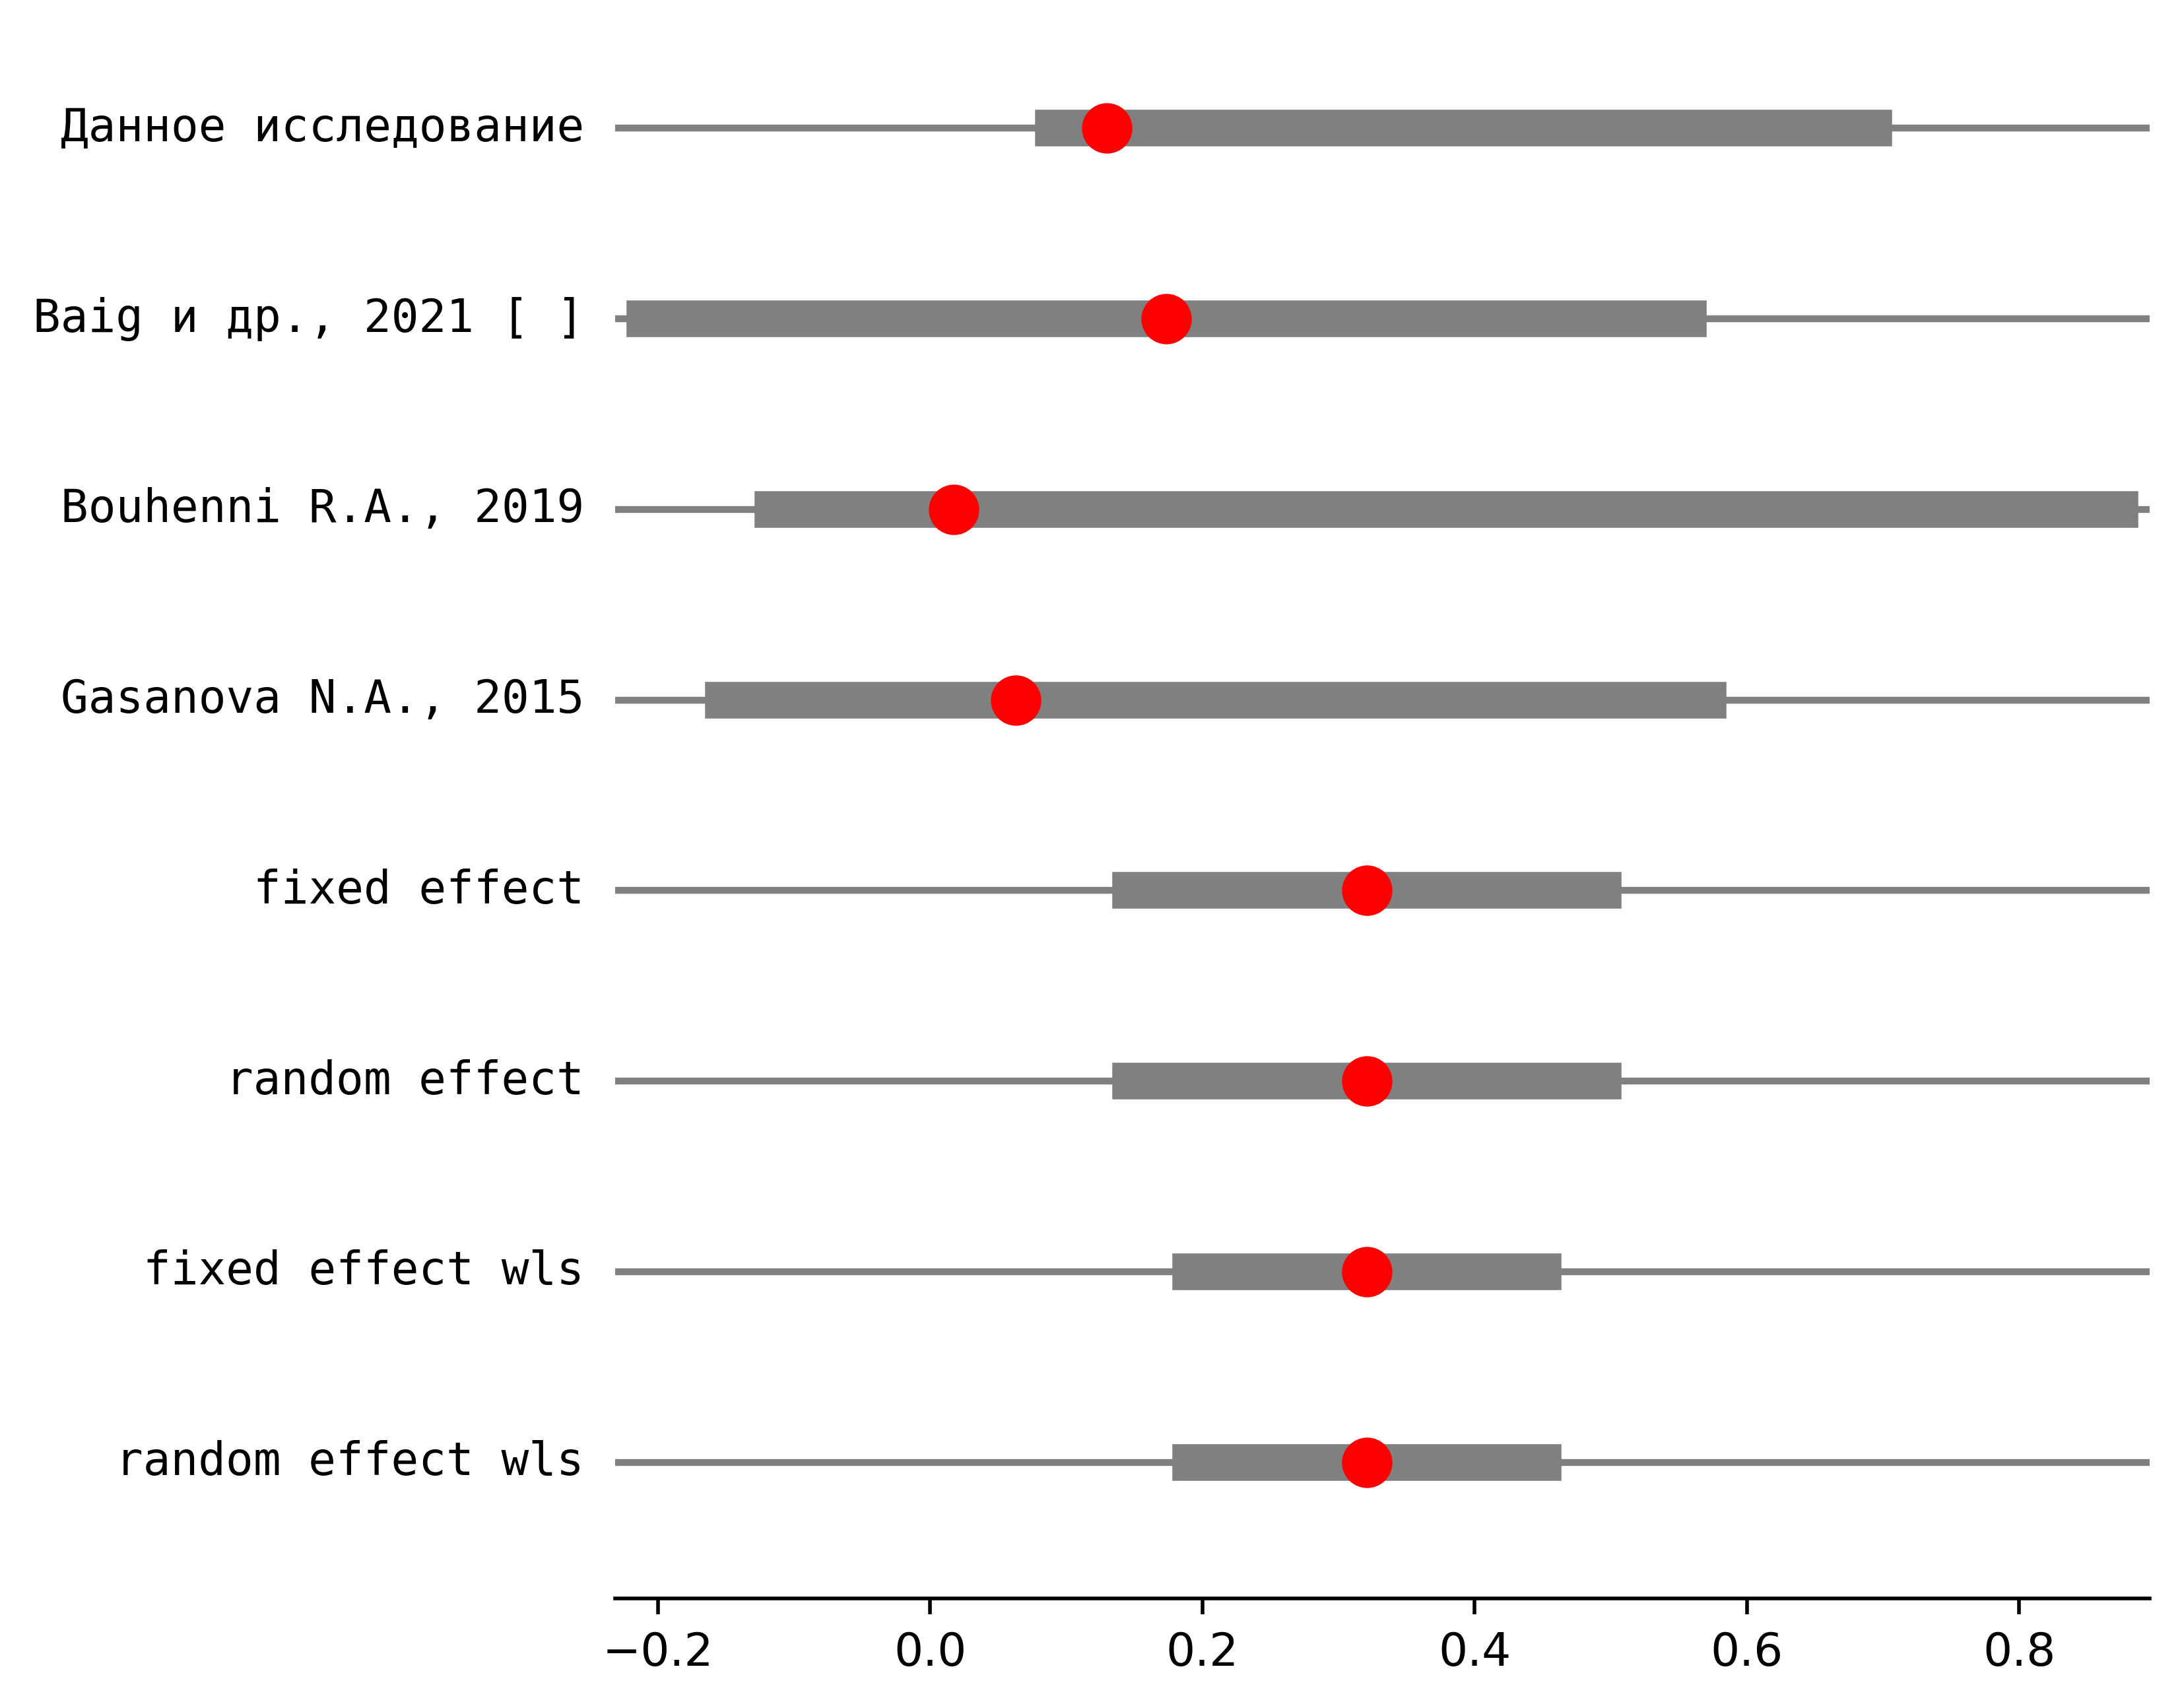 Данное исследование
Baig и др., 2021 [ ]
Bouhenni R.A., 2019
Gasanova N.A., 2015
fixed effect
random effect
fixed effect wls
random effect wls
−0.2 0.0 0.2 0.4 0.6 0.8